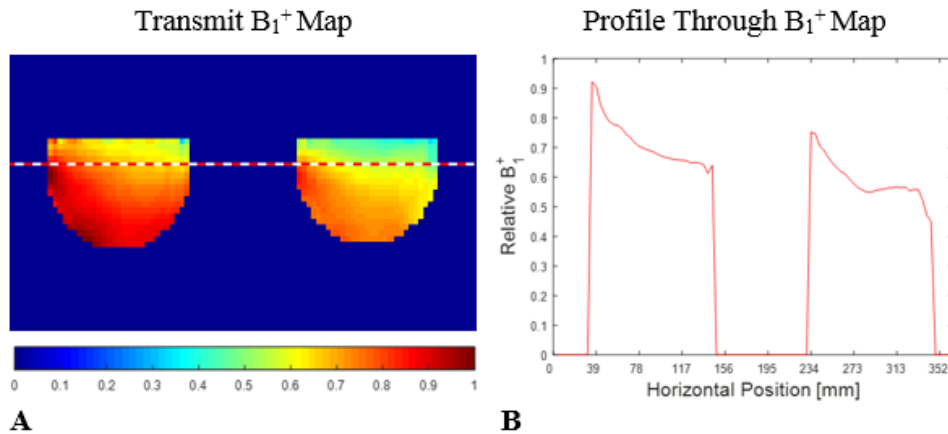 Transmit B₁⁺ Map
0 0.1 0.2 0.3 0.4 0.5 0.6 0.7 0.8 0.9 1
A
Profile Through B₁⁺ Map
1
0.9
0.8
0.7
0.6
0.5
0.4
0.3
0.2
0.1
0
Relative B₁⁺
0 39 78 117 156 195 234 273 313 352
Horizontal Position [mm]
B